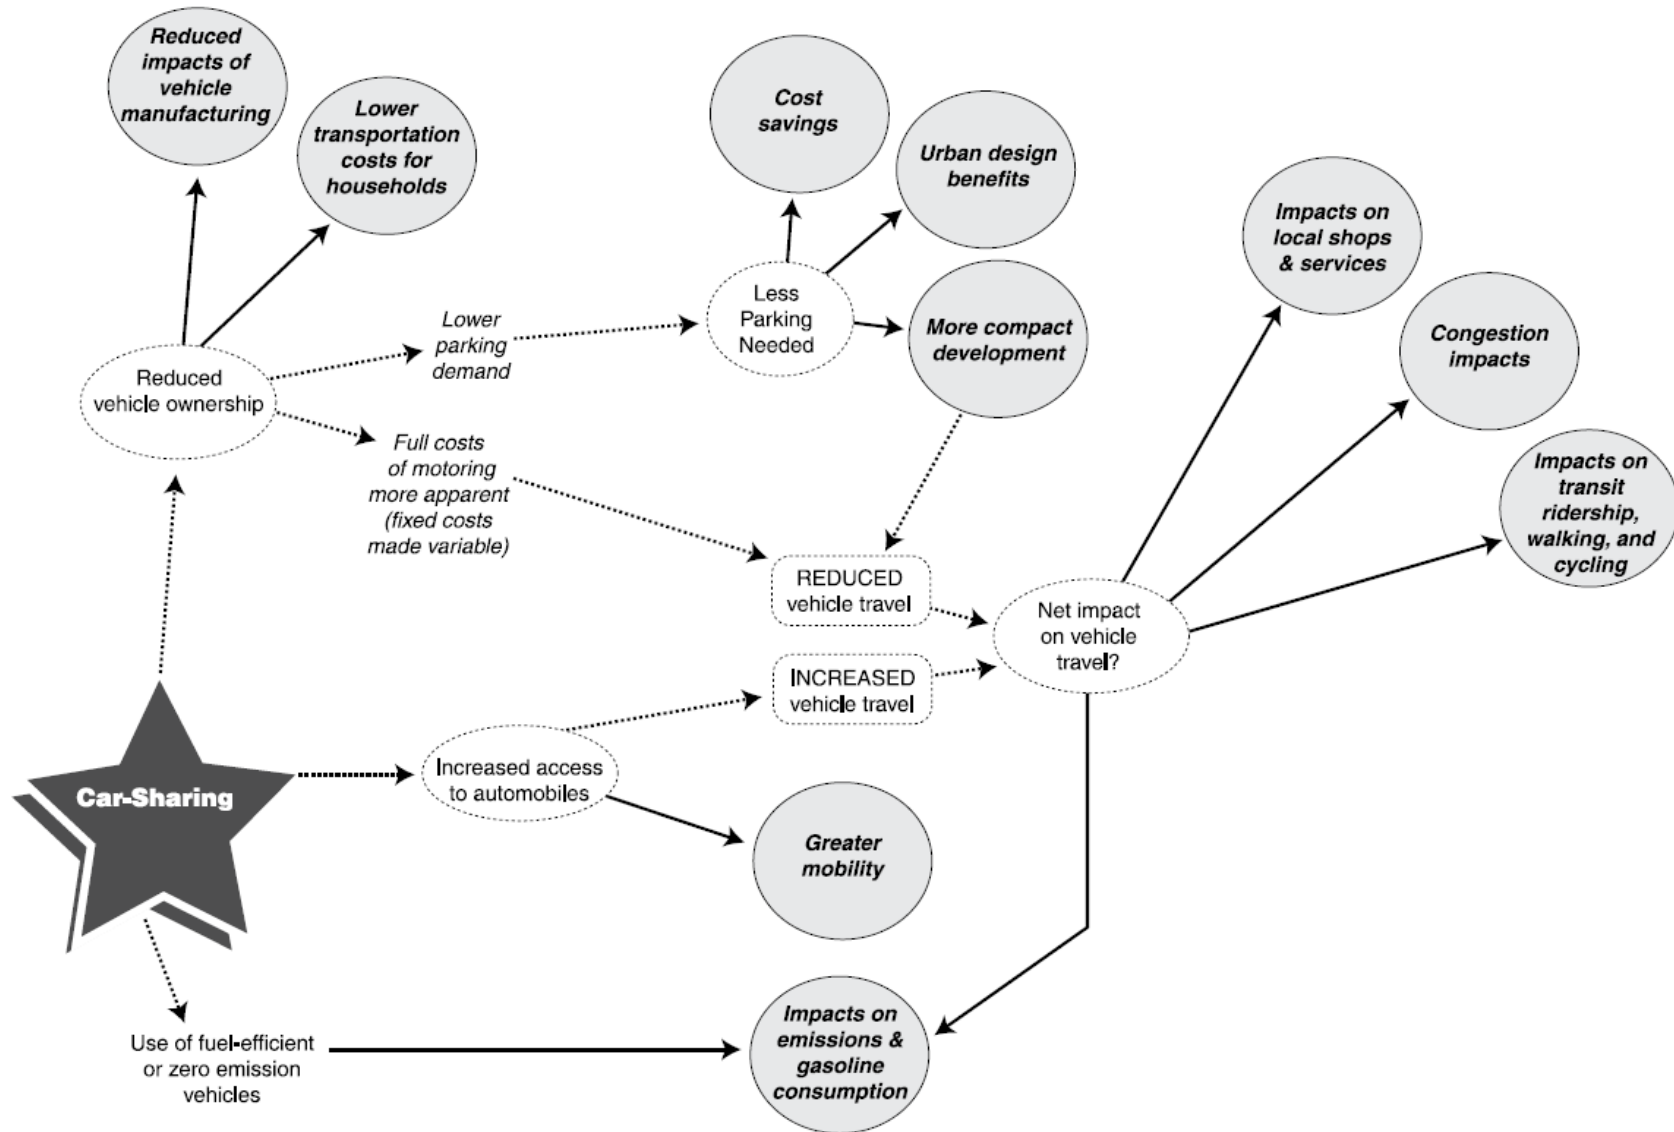 Reduced
impacts of
vehicle
manufacturing
Lower
transportation
costs for
households
Cost
savings
Urban design
benefits
Impacts on
local shops
& services
Less
Parking
Needed
More compact
development
Congestion
impacts
Lower
parking
demand
Reduced
vehicle ownership
Full costs
of motoring
more apparent
(fixed costs
made variable)
Impacts on
transit
ridership,
walking, and
cycling
REDUCED
vehicle travel
Net impact
on vehicle
travel?
INCREASED
vehicle travel
Car-Sharing
Increased access
to automobiles
Greater
mobility
Use of fuel-efficient
or zero emission
vehicles
Impacts on
emissions &
gasoline
consumption